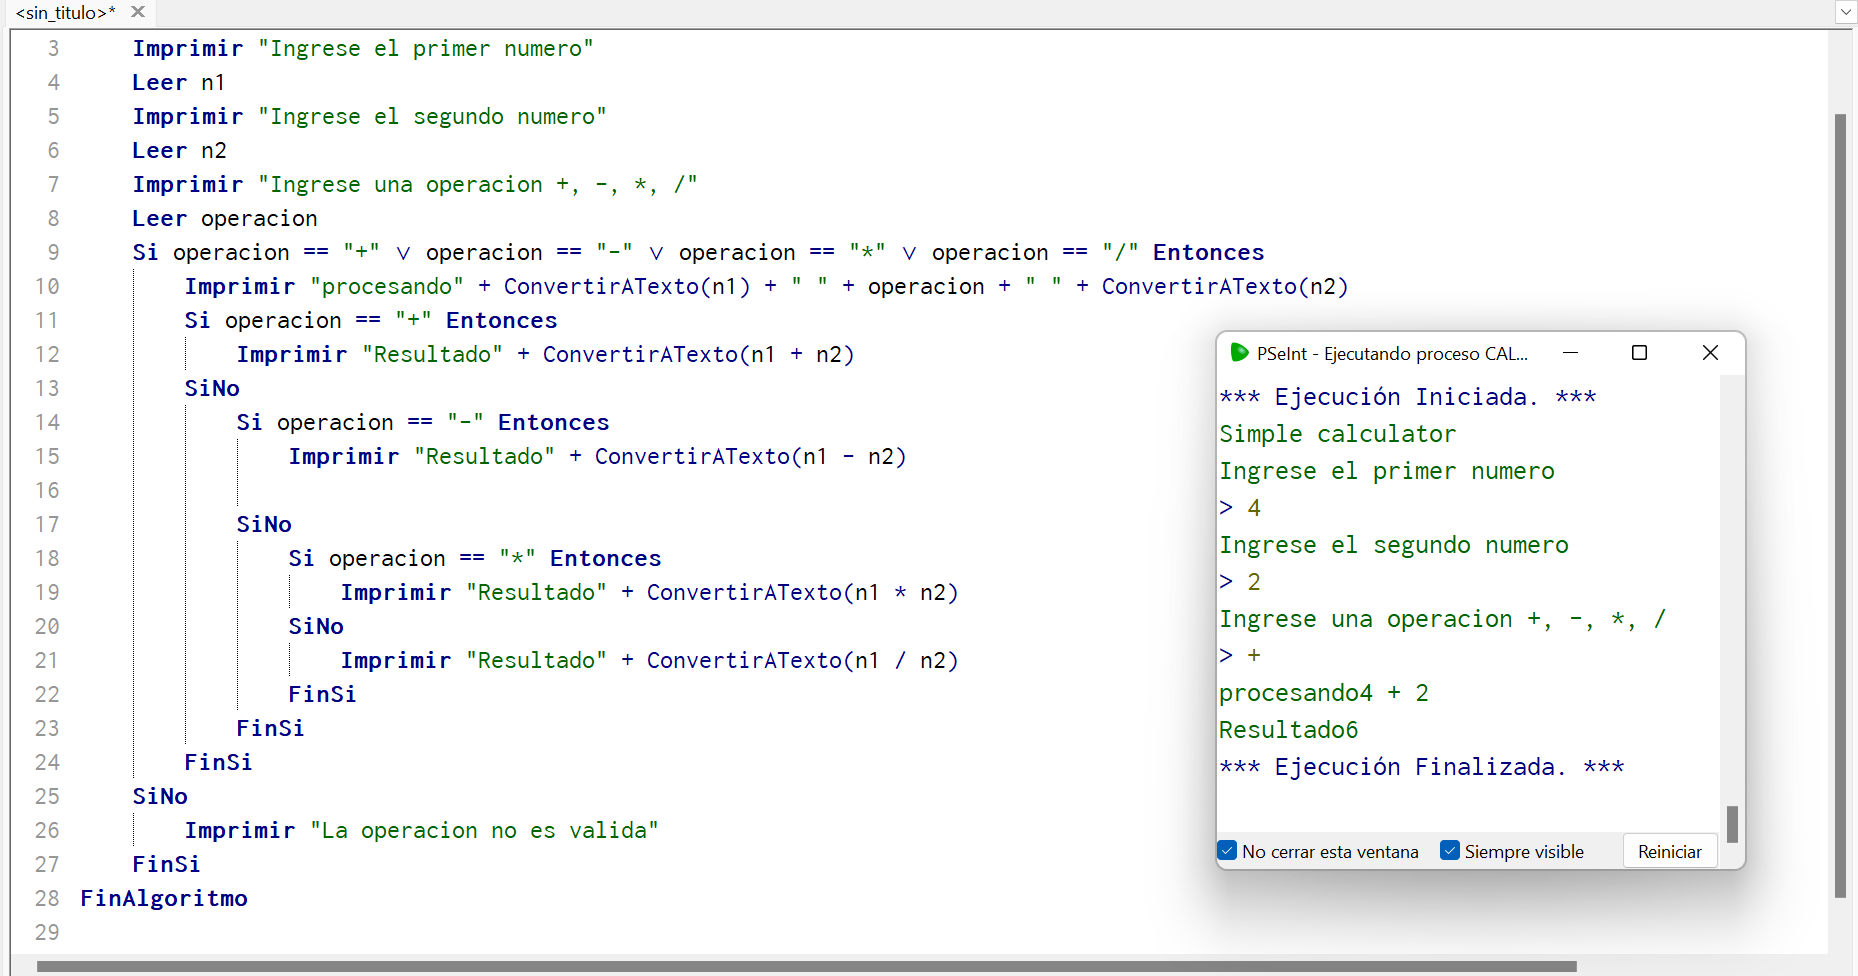 <sin_titulo>*
3 Imprimir "Ingrese el primer numero"
4 Leer n1
5 Imprimir "Ingrese el segundo numero"
6 Leer n2
7 Imprimir "Ingrese una operacion +, -, *, /"
8 Leer operacion
9 Si operacion == "+" ∨ operacion == "-" ∨ operacion == "*" ∨ operacion == "/" Entonces
10 Imprimir "procesando" + ConvertirATexto(n1) + " " + operacion + " " + ConvertirATexto(n2)
11 Si operacion == "+" Entonces
12 Imprimir "Resultado" + ConvertirATexto(n1 + n2)
13 SiNo
14 Si operacion == "-" Entonces
15 Imprimir "Resultado" + ConvertirATexto(n1 - n2)
16
17 SiNo
18 Si operacion == "*" Entonces
19 Imprimir "Resultado" + ConvertirATexto(n1 * n2)
20 SiNo
21 Imprimir "Resultado" + ConvertirATexto(n1 / n2)
22 FinSi
23 FinSi
24 FinSi
25 SiNo
26 Imprimir "La operacion no es valida"
27 FinSi
28 FinAlgoritmo
29
PSeInt - Ejecutando proceso CAL...
*** Ejecución Iniciada. ***
Simple calculator
Ingrese el primer numero
> 4
Ingrese el segundo numero
> 2
Ingrese una operacion +, -, *, /
> +
procesando4 + 2
Resultado6
*** Ejecución Finalizada. ***
No cerrar esta ventana Siempre visible Reiniciar